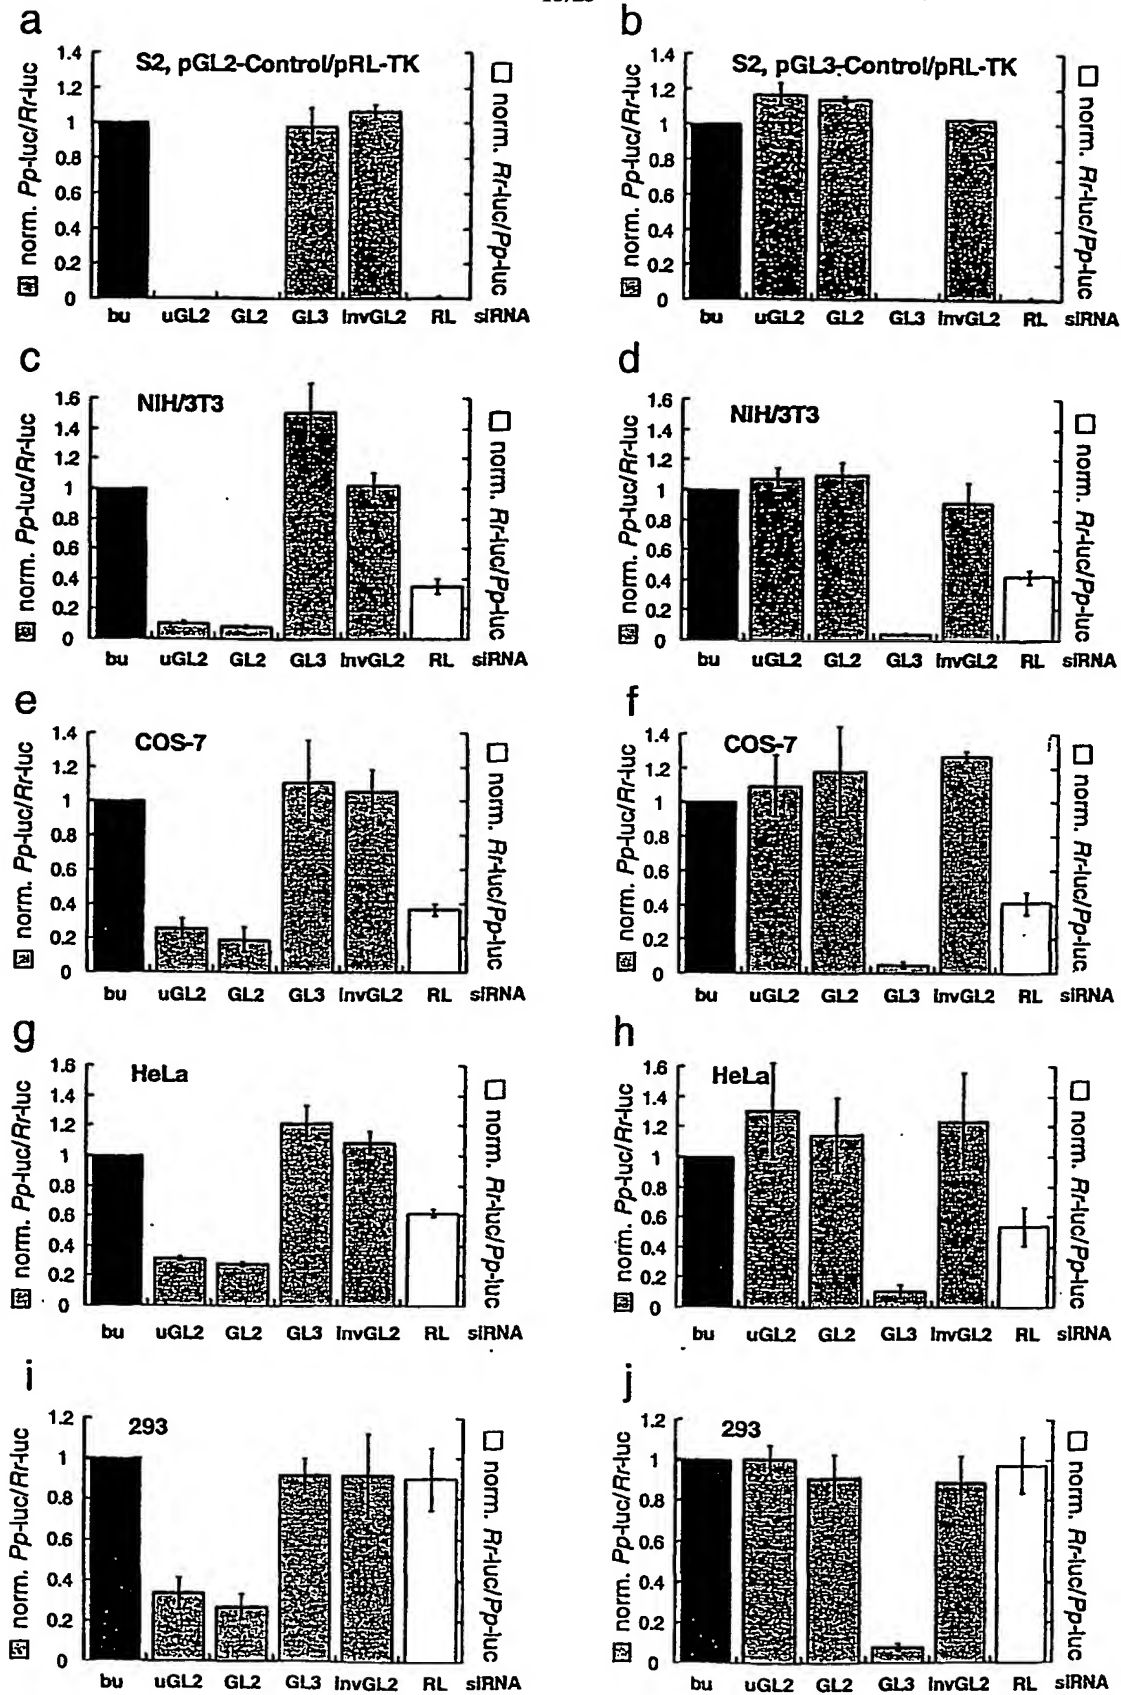 a
S2, pGL2-Control/pRL-TK
1.4
1.2
1
0.8
0.6
0.4
0.2
0
norm. Pp-luc/Rr-luc
norm. Rr-luc/Pp-luc
bu uGL2 GL2 GL3 invGL2 RL siRNA
b
S2, pGL3-Control/pRL-TK
1.4
1.2
1
0.8
0.6
0.4
0.2
0
norm. Pp-luc/Rr-luc
norm. Rr-luc/Pp-luc
bu uGL2 GL2 GL3 invGL2 RL siRNA
c
NIH/3T3
1.6
1.4
1.2
1
0.8
0.6
0.4
0.2
0
norm. Pp-luc/Rr-luc
norm. Rr-luc/Pp-luc
bu uGL2 GL2 GL3 invGL2 RL siRNA
d
NIH/3T3
1.6
1.4
1.2
1
0.8
0.6
0.4
0.2
0
norm. Pp-luc/Rr-luc
norm. Rr-luc/Pp-luc
bu uGL2 GL2 GL3 invGL2 RL siRNA
e
COS-7
1.4
1.2
1
0.8
0.6
0.4
0.2
0
norm. Pp-luc/Rr-luc
norm. Rr-luc/Pp-luc
bu uGL2 GL2 GL3 invGL2 RL siRNA
f
COS-7
1.4
1.2
1
0.8
0.6
0.4
0.2
0
norm. Pp-luc/Rr-luc
norm. Rr-luc/Pp-luc
bu uGL2 GL2 GL3 invGL2 RL siRNA
g
HeLa
1.6
1.4
1.2
1
0.8
0.6
0.4
0.2
0
norm. Pp-luc/Rr-luc
norm. Rr-luc/Pp-luc
bu uGL2 GL2 GL3 invGL2 RL siRNA
h
HeLa
1.6
1.4
1.2
1
0.8
0.6
0.4
0.2
0
norm. Pp-luc/Rr-luc
norm. Rr-luc/Pp-luc
bu uGL2 GL2 GL3 invGL2 RL siRNA
i
293
1.2
1
0.8
0.6
0.4
0.2
0
norm. Pp-luc/Rr-luc
norm. Rr-luc/Pp-luc
bu uGL2 GL2 GL3 invGL2 RL siRNA
j
293
1.2
1
0.8
0.6
0.4
0.2
0
norm. Pp-luc/Rr-luc
norm. Rr-luc/Pp-luc
bu uGL2 GL2 GL3 invGL2 RL siRNA